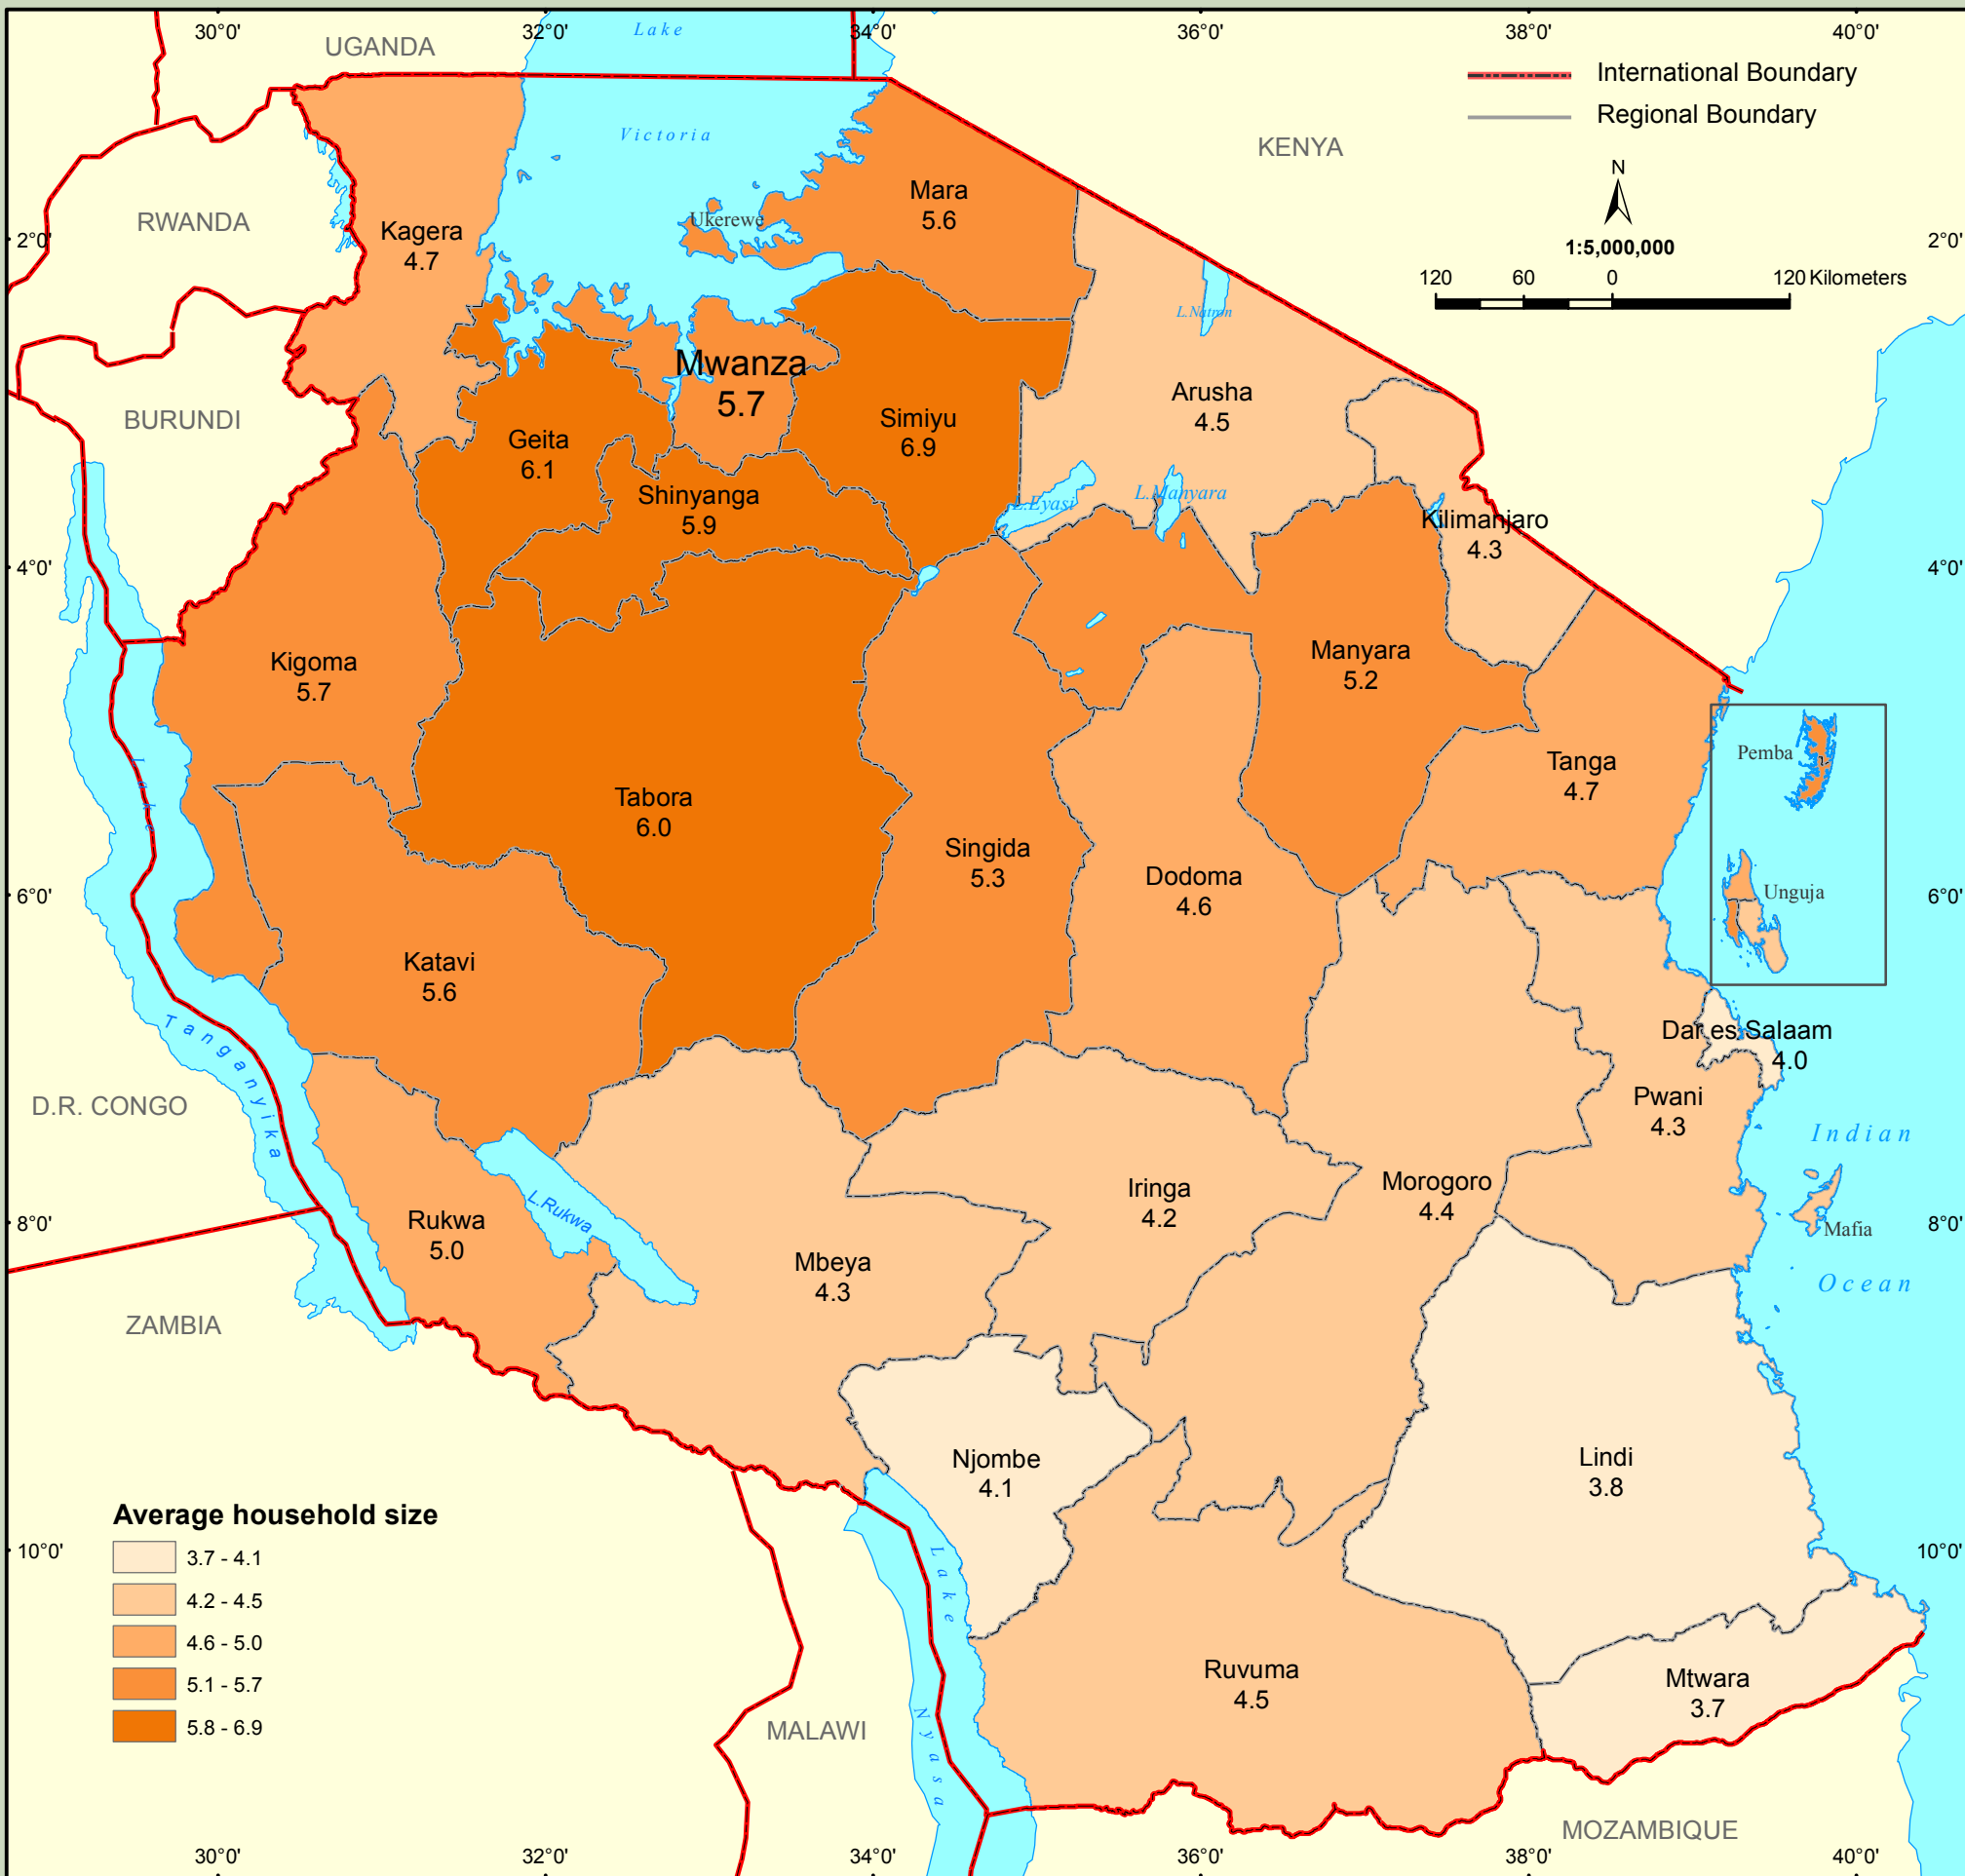 30°0'
32°0'
34°0'
36°0'
38°0'
40°0'
UGANDA
Lake
Victoria
KENYA
International Boundary
Regional Boundary
N
1:5,000,000
120
60
0
120 Kilometers
2°0'
2°0'
RWANDA
Kagera
4.7
Ukerewe
Mara
5.6
L.Natron
BURUNDI
Mwanza
5.7
Geita
6.1
Simiyu
6.9
Arusha
4.5
Shinyanga
5.9
L.Eyasi
L.Manyara
Kilimanjaro
4.3
4°0'
4°0'
Kigoma
5.7
Manyara
5.2
Tanga
4.7
Pemba
Tabora
6.0
Singida
5.3
Dodoma
4.6
Unguja
6°0'
6°0'
Katavi
5.6
Lake
Tanganyika
Dar es Salaam
4.0
D.R. CONGO
Pwani
4.3
Indian
Ocean
Mafia
Rukwa
5.0
L.Rukwa
Iringa
4.2
Morogoro
4.4
8°0'
8°0'
Mbeya
4.3
ZAMBIA
Njombe
4.1
Lindi
3.8
Average household size
3.7 - 4.1
4.2 - 4.5
4.6 - 5.0
5.1 - 5.7
5.8 - 6.9
10°0'
10°0'
Lake
Nyasa
Ruvuma
4.5
Mtwara
3.7
MALAWI
MOZAMBIQUE
30°0'
32°0'
34°0'
36°0'
38°0'
40°0'